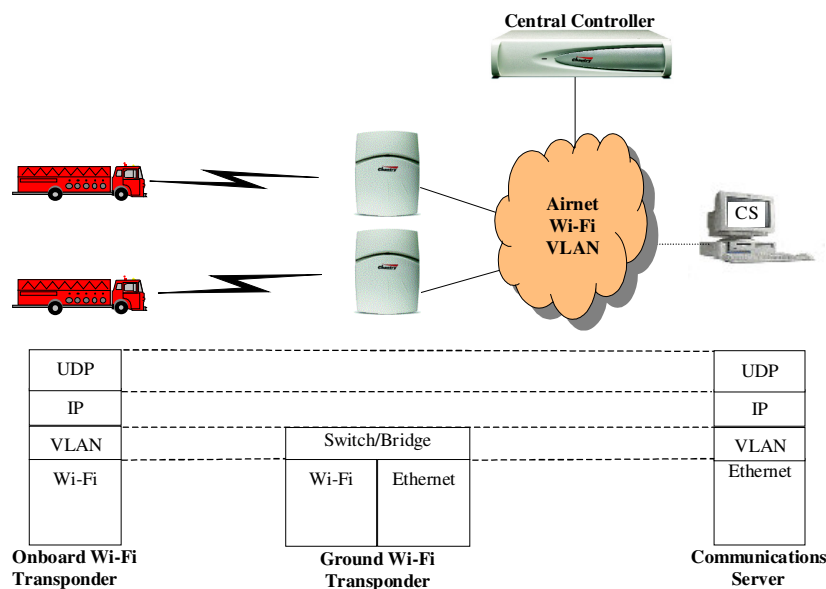 Central Controller
Airnet
Wi-Fi
VLAN
CS
UDP
IP
VLAN
Wi-Fi
Onboard Wi-Fi
Transponder
Switch/Bridge
Wi-Fi Ethernet
Ground Wi-Fi
Transponder
UDP
IP
VLAN
Ethernet
Communications
Server